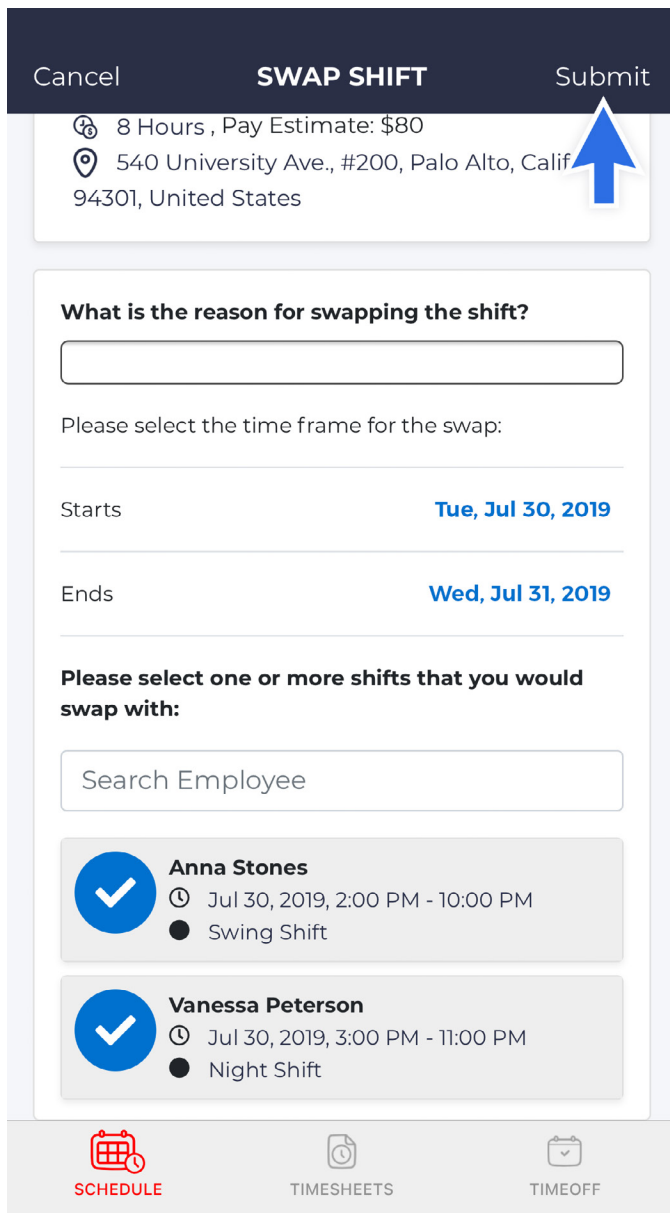 Cancel SWAP SHIFT Submit
8 Hours , Pay Estimate: $80
540 University Ave., #200, Palo Alto, Calif
94301, United States
What is the reason for swapping the shift?
Please select the time frame for the swap:
Starts Tue, Jul 30, 2019
Ends Wed, Jul 31, 2019
Please select one or more shifts that you would
swap with:
Search Employee
Anna Stones
Jul 30, 2019, 2:00 PM - 10:00 PM
Swing Shift
Vanessa Peterson
Jul 30, 2019, 3:00 PM - 11:00 PM
Night Shift
SCHEDULE TIMESHEETS TIMEOFF